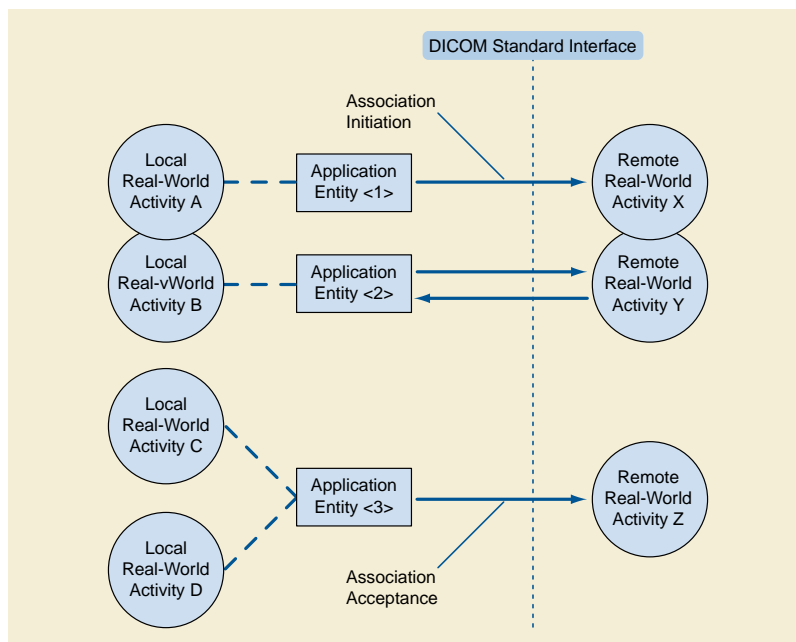 DICOM Standard Interface
Association
Initiation
Local
Real-World
Activity A
Application
Entity <1>
Remote
Real-World
Activity X
Local
Real-vWorld
Activity B
Application
Entity <2>
Remote
Real-World
Activity Y
Local
Real-World
Activity C
Application
Entity <3>
Remote
Real-World
Activity Z
Local
Real-World
Activity D
Association
Acceptance